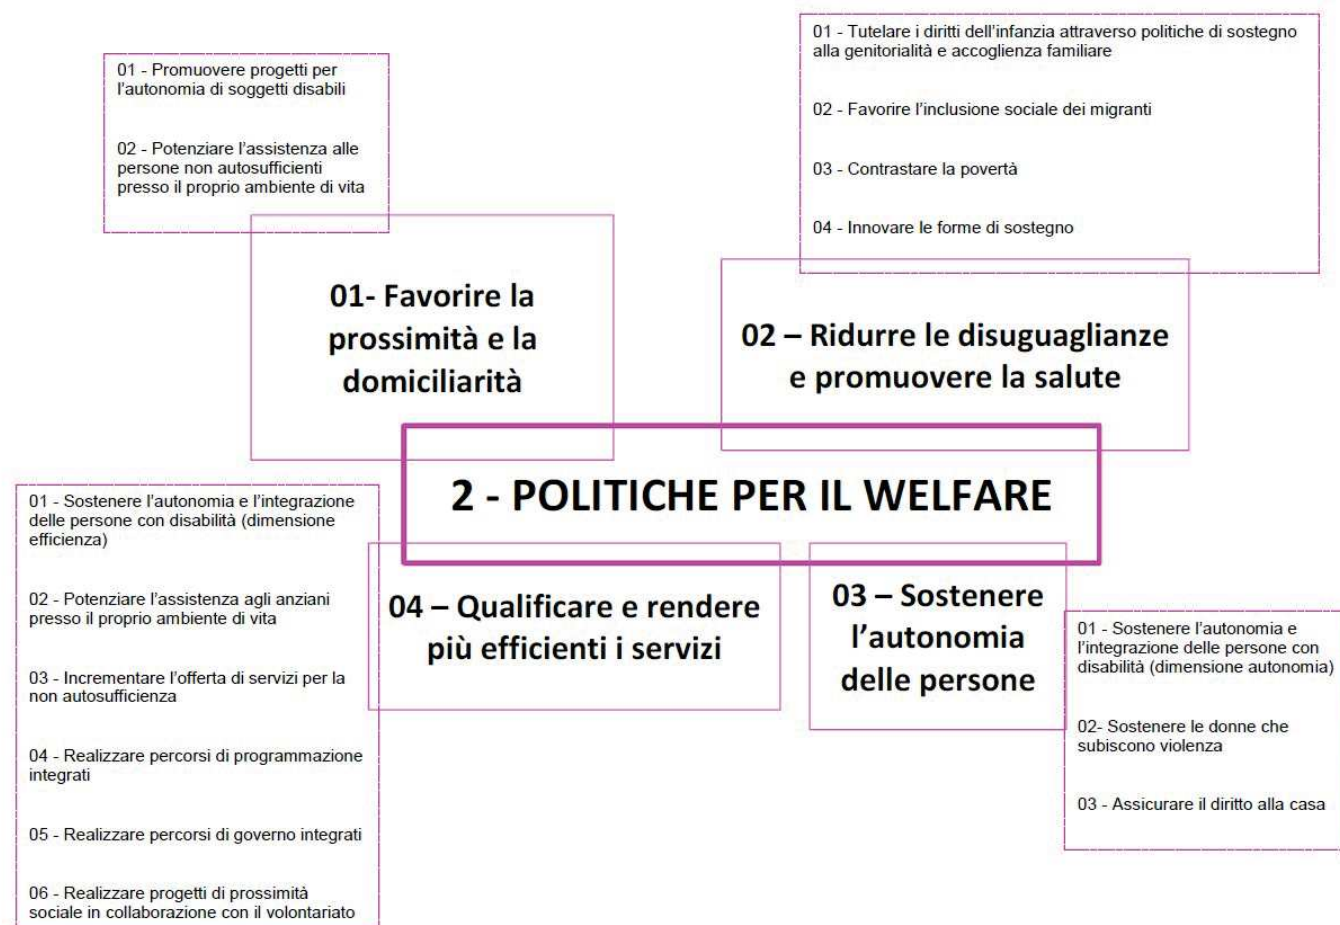 01 - Promuovere progetti per
l'autonomia di soggetti disabili
02 - Potenziare l'assistenza alle
persone non autosufficienti
presso il proprio ambiente di vita
01 - Tutelare i diritti dell'infanzia attraverso politiche di sostegno
alla genitorialità e accoglienza familiare
02 - Favorire l'inclusione sociale dei migranti
03 - Contrastare la povertà
04 - Innovare le forme di sostegno
01- Favorire la
prossimità e la
domiciliarità
02 – Ridurre le disuguaglianze
e promuovere la salute
2 - POLITICHE PER IL WELFARE
01 - Sostenere l'autonomia e l'integrazione
delle persone con disabilità (dimensione
efficienza)
02 - Potenziare l'assistenza agli anziani
presso il proprio ambiente di vita
03 - Incrementare l'offerta di servizi per la
non autosufficienza
04 - Realizzare percorsi di programmazione
integrati
05 - Realizzare percorsi di governo integrati
06 - Realizzare progetti di prossimità
sociale in collaborazione con il volontariato
04 – Qualificare e rendere
più efficienti i servizi
03 – Sostenere
l'autonomia
delle persone
01 - Sostenere l'autonomia e
l'integrazione delle persone con
disabilità (dimensione autonomia)
02- Sostenere le donne che
subiscono violenza
03 - Assicurare il diritto alla casa